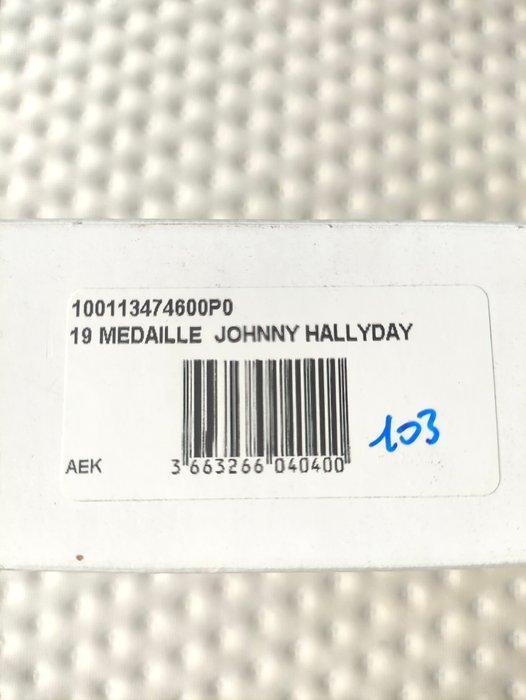 100113474600P0
19 MEDAILLE JOHNNY HALLYDAY
103
AEK
3 663266 040400